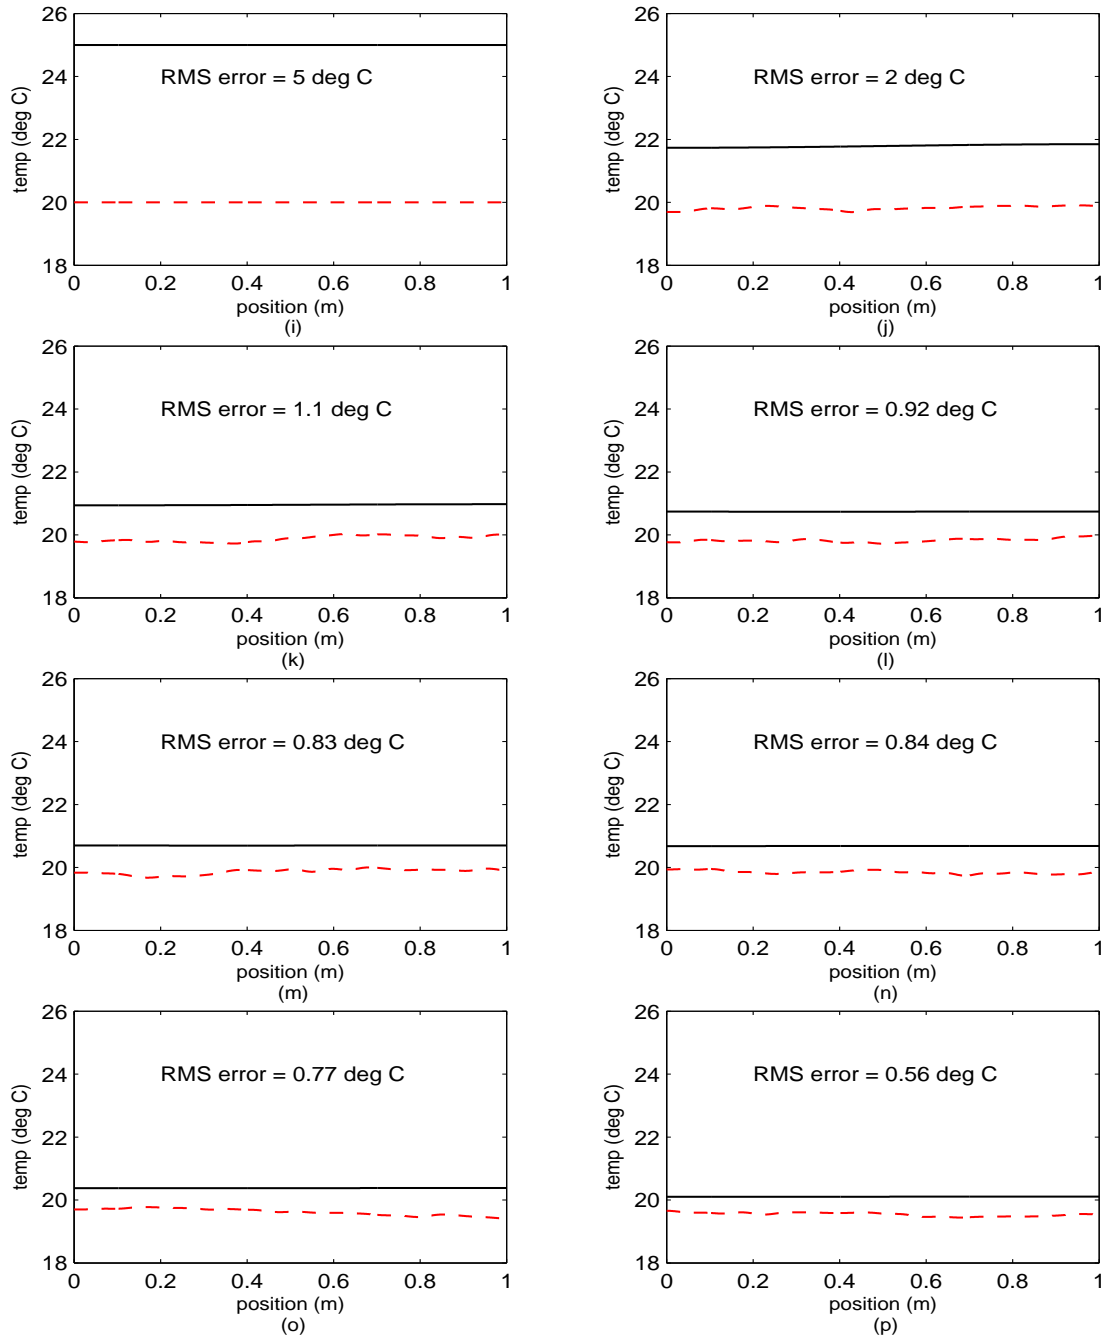 26
24
22
20
18
temp (deg C)
RMS error = 5 deg C
0 0.2 0.4 0.6 0.8 1
position (m)
(i)
26
24
22
20
18
temp (deg C)
RMS error = 2 deg C
0 0.2 0.4 0.6 0.8 1
position (m)
(j)
26
24
22
20
18
temp (deg C)
RMS error = 1.1 deg C
0 0.2 0.4 0.6 0.8 1
position (m)
(k)
26
24
22
20
18
temp (deg C)
RMS error = 0.92 deg C
0 0.2 0.4 0.6 0.8 1
position (m)
(l)
26
24
22
20
18
temp (deg C)
RMS error = 0.83 deg C
0 0.2 0.4 0.6 0.8 1
position (m)
(m)
26
24
22
20
18
temp (deg C)
RMS error = 0.84 deg C
0 0.2 0.4 0.6 0.8 1
position (m)
(n)
26
24
22
20
18
temp (deg C)
RMS error = 0.77 deg C
0 0.2 0.4 0.6 0.8 1
position (m)
(o)
26
24
22
20
18
temp (deg C)
RMS error = 0.56 deg C
0 0.2 0.4 0.6 0.8 1
position (m)
(p)